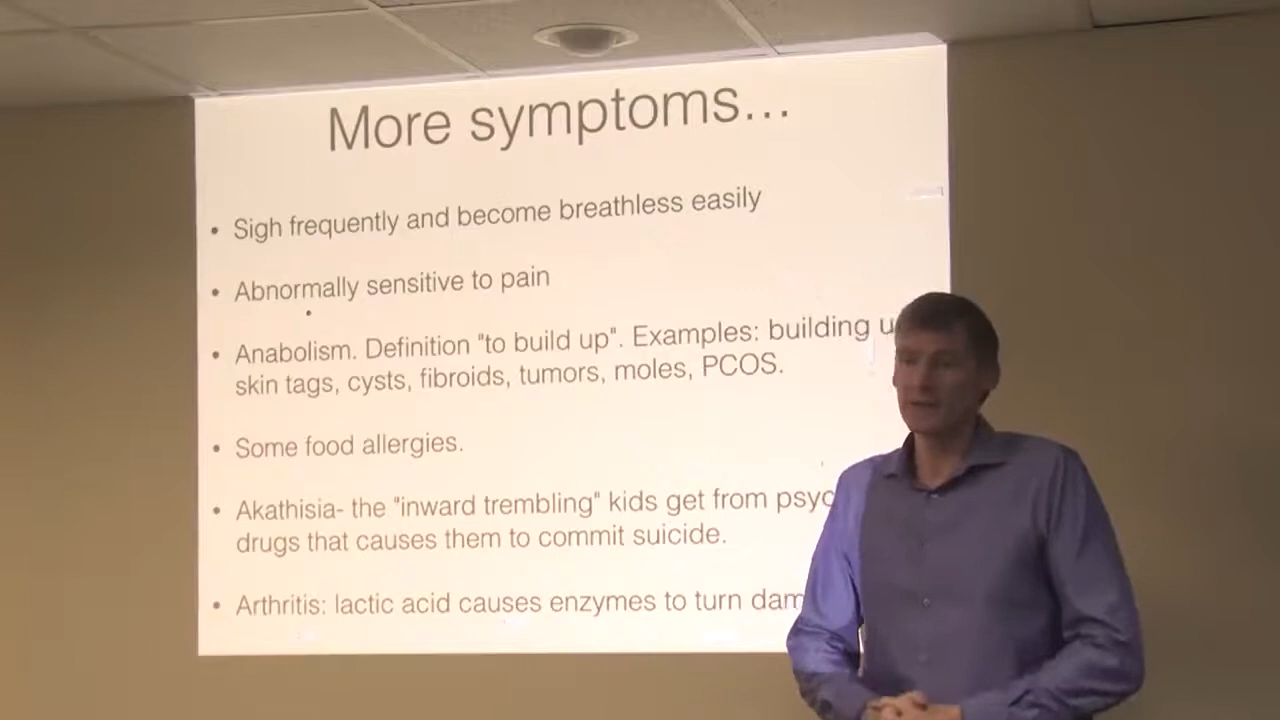 More symptoms...
• Sigh frequently and become breathless easily
• Abnormally sensitive to pain
• Anabolism. Definition "to build up". Examples: building
skin tags, cysts, fibroids, tumors, moles, PCOS.
• Some food allergies.
• Akathisia- the "inward trembling" kids get from
drugs that causes them to commit suicide.
• Arthritis: lactic acid causes enzymes to turn